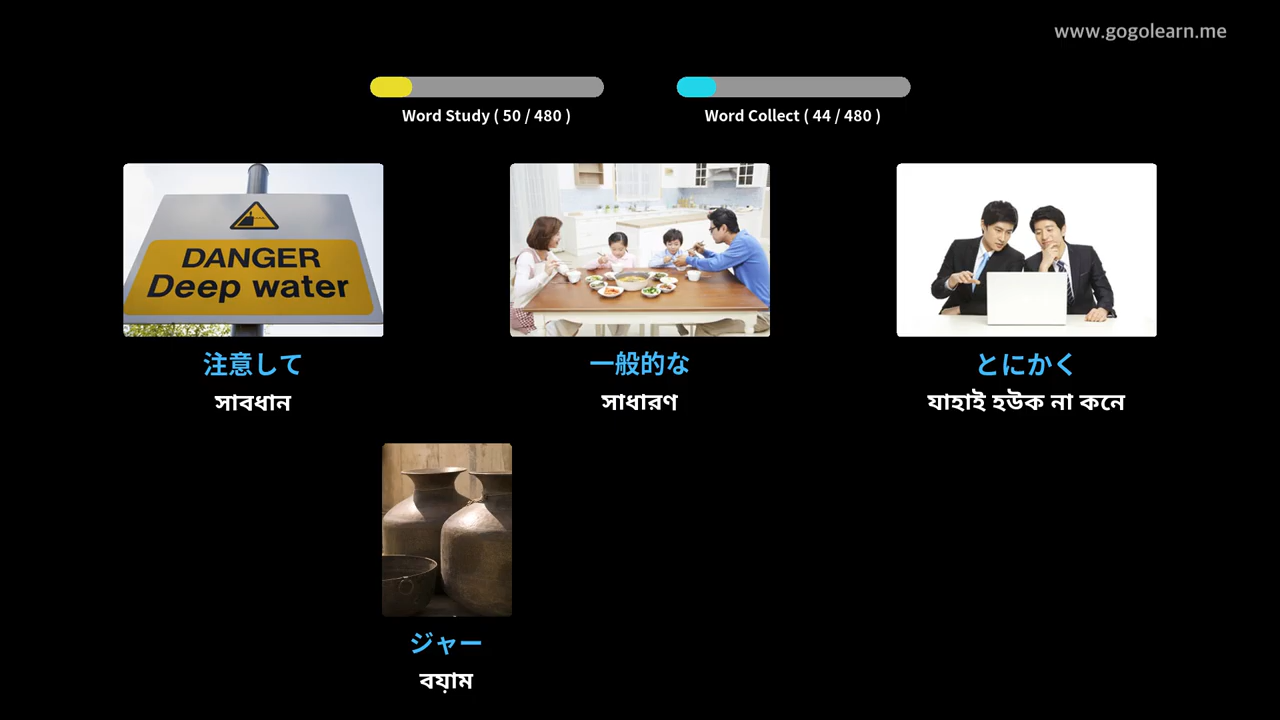 www.gogolearn.me
Word Study ( 50 / 480 )
Word Collect ( 44 / 480 )
DANGER
Deep water
注意して
সাবধান
一般的な
সাধারণ
とにかく
যাহাই হউক না কনে
ジャー
বয়াম